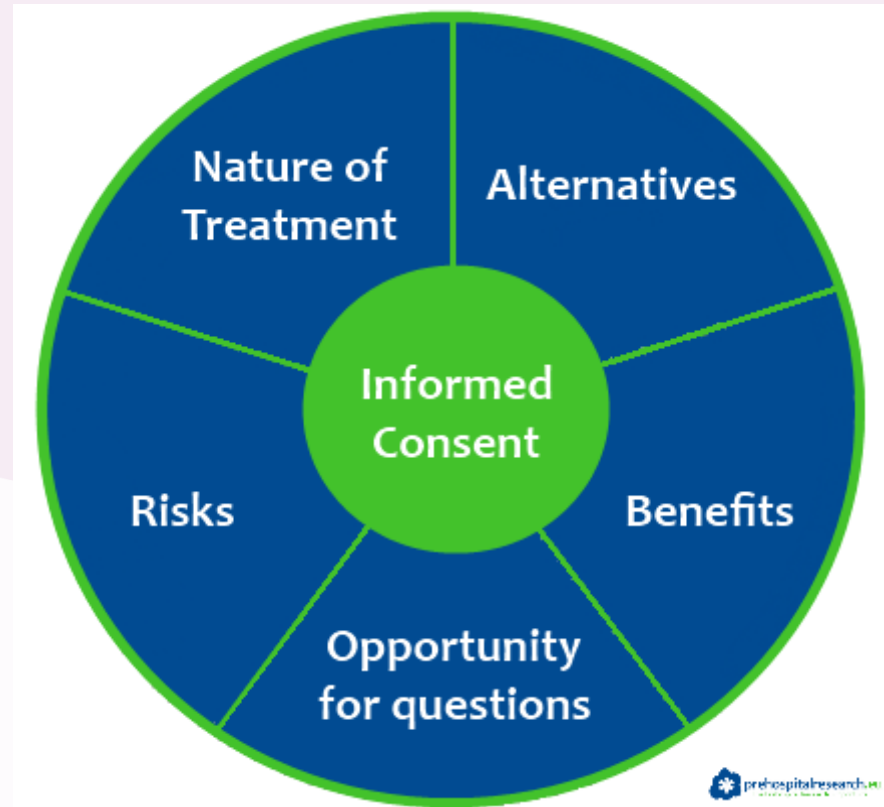 Nature of
Treatment
Alternatives
Informed
Consent
Risks
Benefits
Opportunity
for questions
prehospitalresearch.eu